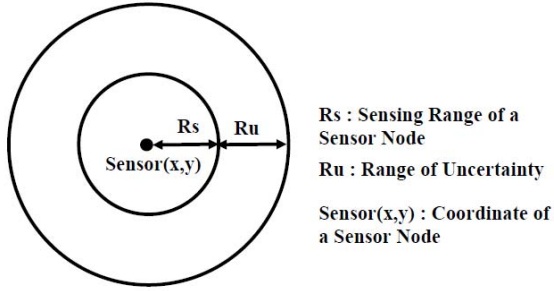 Rs
Ru
Sensor(x,y)
Rs : Sensing Range of a
Sensor Node
Ru : Range of Uncertainty
Sensor(x,y) : Coordinate of
a Sensor Node